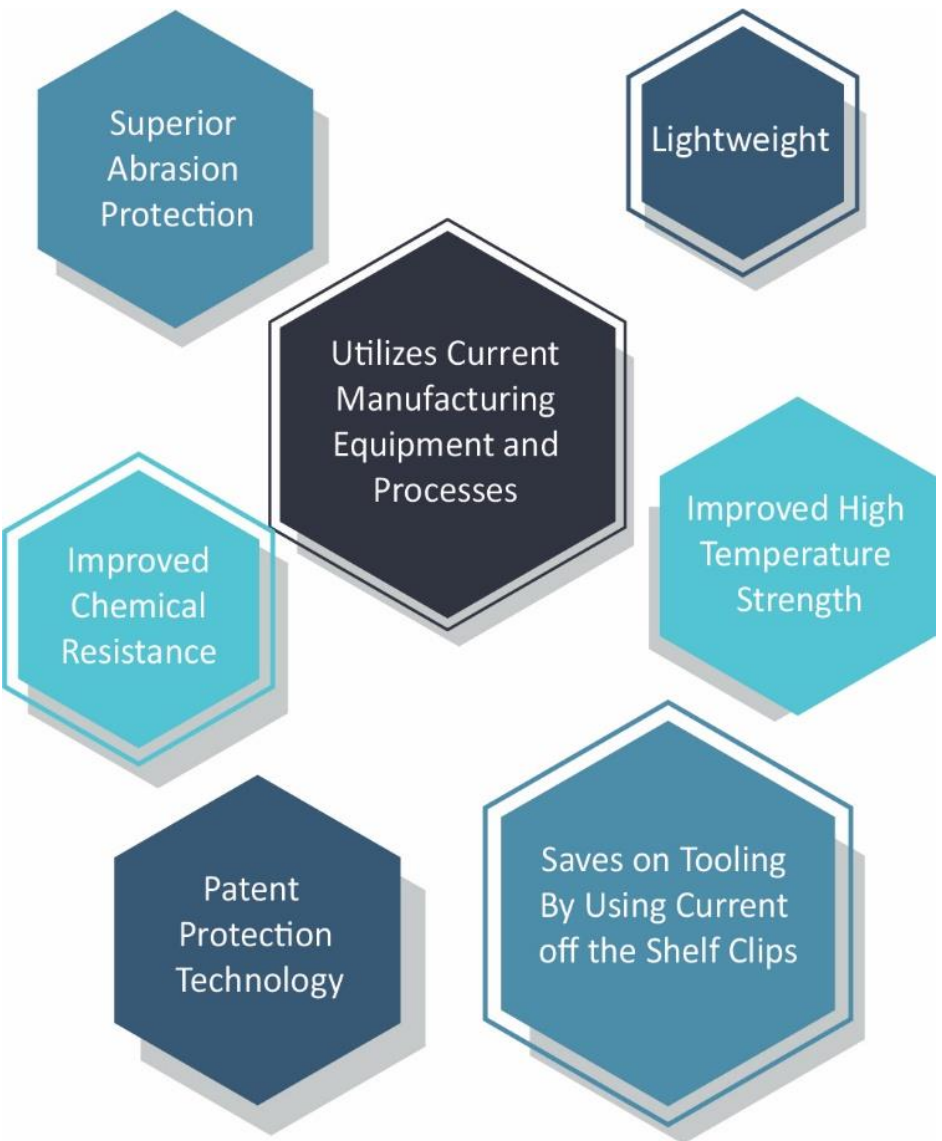 Superior
Abrasion
Protection
Lightweight
Utilizes Current
Manufacturing
Equipment and
Processes
Improved High
Temperature
Strength
Improved
Chemical
Resistance
Patent
Protection
Technology
Saves on Tooling
By Using Current
off the Shelf Clips